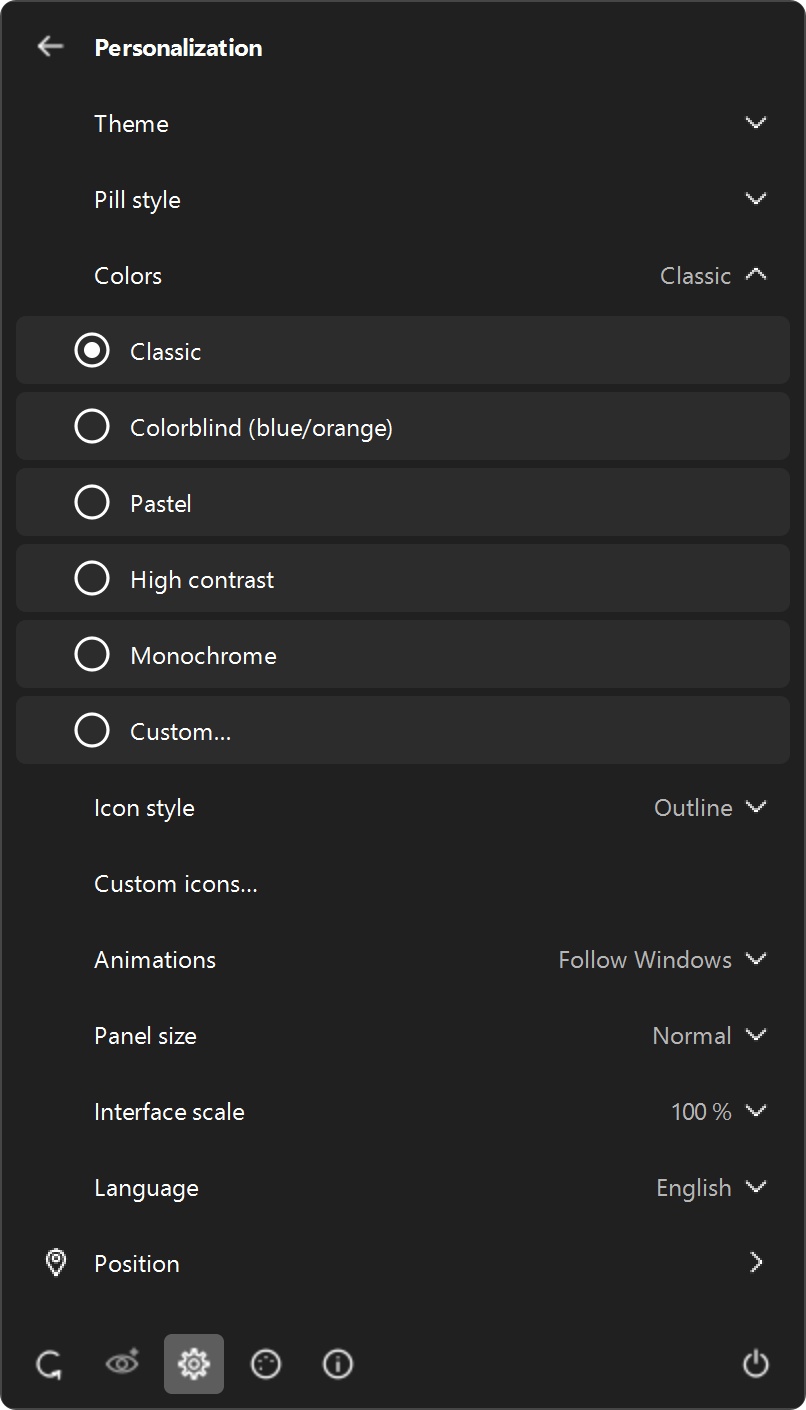 Personalization
Theme
Pill style
Colors Classic
Classic
Colorblind (blue/orange)
Pastel
High contrast
Monochrome
Custom...
Icon style Outline
Custom icons...
Animations Follow Windows
Panel size Normal
Interface scale 100 %
Language English
Position